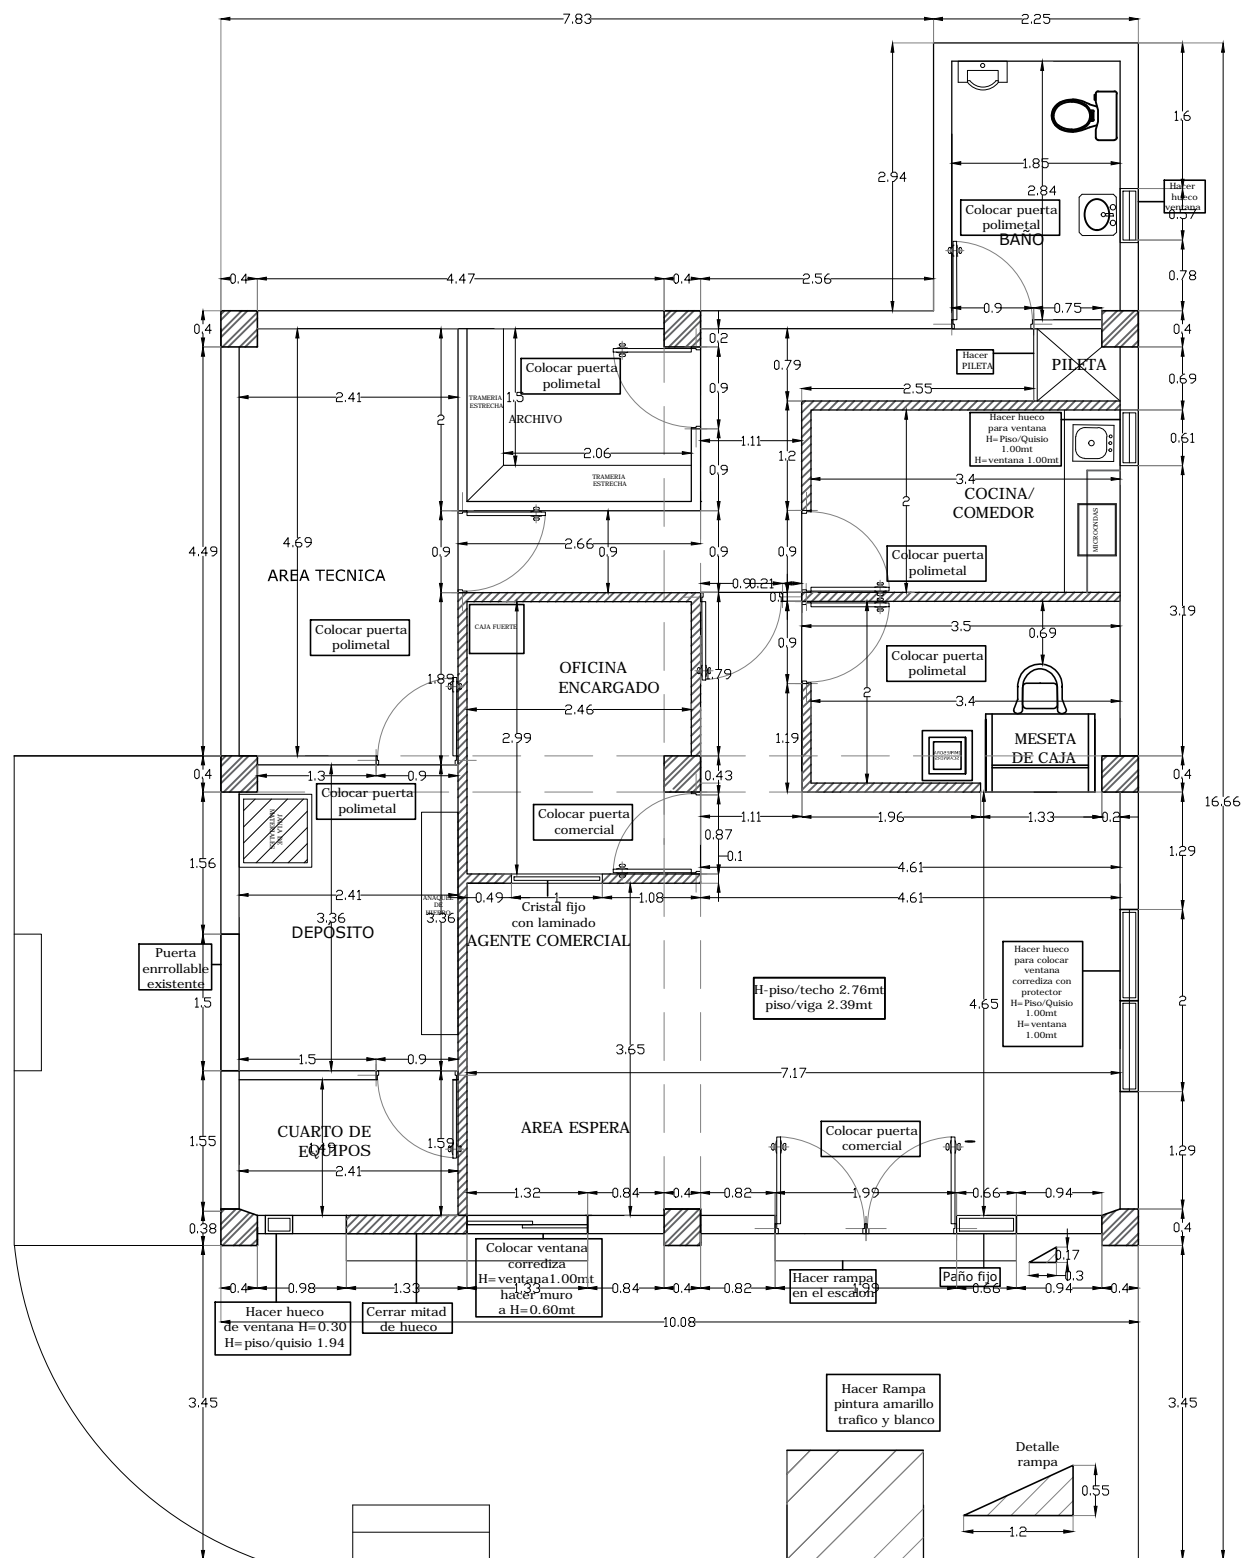 7.83
2.25
1.6
2.94
1.85
2.84
Hacer
hueco
ventana
0.57
Colocar puerta
polimetal
BAÑO
0.78
0.4
4.47
0.4
2.56
0.9
0.75
0.4
0.2
0.4
0.79
Hacer
PILETA
PILETA
0.69
Colocar puerta
polimetal
0.9
2.55
2.41
2
TRAMERIA
ESTRECHA
1.5
ARCHIVO
Hacer hueco
para ventana
H=Piso/Quisio
1.00mt
H=ventana 1.00mt
0.61
1.11
2.06
0.9
1.2
TRAMERIA
ESTRECHA
3.4
COCINA/
COMEDOR
2
MICROONDAS
4.49
4.69
0.9
2.66
0.9
0.9
0.9
Colocar puerta
polimetal
AREA TECNICA
0.9
0.21
3.19
Colocar puerta
polimetal
CAJA FUERTE
3.5
0.69
0.9
Colocar puerta
polimetal
OFICINA
ENCARGADO
1.89
1.79
2
3.4
2.46
2.99
1.19
MESETA
DE CAJA
0.4
1.3
0.9
0.43
0.4
16.66
Colocar puerta
polimetal
Colocar puerta
comercial
0.87
1.11
1.96
1.33
0.2
1.56
0.1
4.61
1.29
2.41
ANAQUEL
DE
HIERRO
0.49
1
1.08
4.61
3.36
3.36
Cristal fijo
con laminado
DEPÓSITO
AGENTE COMERCIAL
Puerta
enrrollable
existente
1.5
Hacer hueco
para colocar
ventana
corrediza con
protector
H=Piso/Quisio
1.00mt
H=ventana
1.00mt
H-piso/techo 2.76mt
piso/viga 2.39mt
4.65
2
3.65
1.5
0.9
7.17
CUARTO DE
EQUIPOS
1.49
1.55
1.59
AREA ESPERA
Colocar puerta
comercial
1.29
2.41
1.32
0.84
0.4
0.82
1.99
0.66
0.94
0.38
0.4
Colocar ventana
corrediza
H=ventana1.00mt
hacer muro
a H=0.60mt
Hacer rampa
en el escalon
Paño fijo
0.17
0.3
0.4
0.98
1.33
1.33
0.84
0.4
0.82
1.99
0.66
0.94
0.4
Hacer hueco
de ventana H=0.30
H=piso/quisio 1.94
Cerrar mitad
de hueco
10.08
3.45
Hacer Rampa
pintura amarillo
trafico y blanco
3.45
Detalle
rampa
0.55
1.2